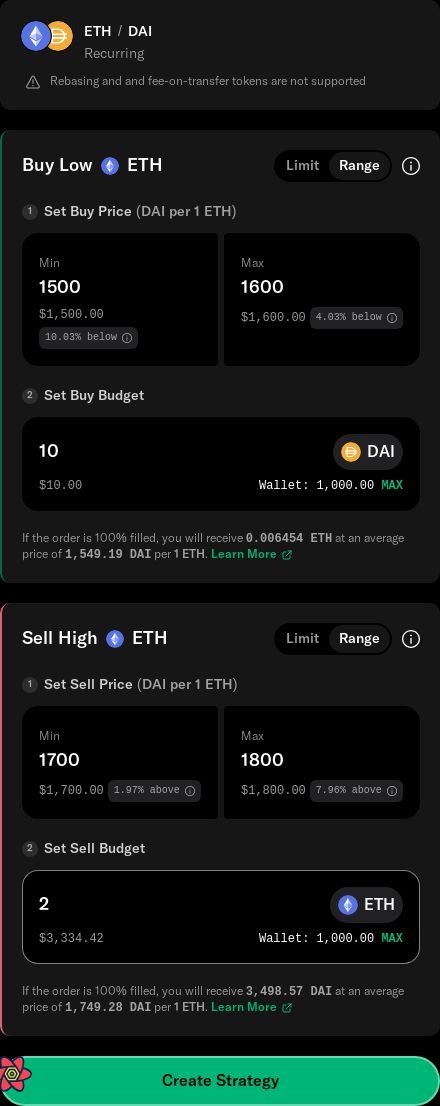 ETH / DAI
Recurring
Rebasing and and fee-on-transfer tokens are not supported
Buy Low ETH Limit Range
1 Set Buy Price (DAI per 1 ETH)
Min Max
1500 1600
$1,500.00 $1,600.00 4.03% below
10.03% below
2 Set Buy Budget
10 DAI
$10.00 Wallet: 1,000.00 MAX
If the order is 100% filled, you will receive 0.006454 ETH at an average
price of 1,549.19 DAI per 1 ETH. Learn More
Sell High ETH Limit Range
1 Set Sell Price (DAI per 1 ETH)
Min Max
1700 1800
$1,700.00 1.97% above $1,800.00 7.96% above
2 Set Sell Budget
2 ETH
$3,334.42 Wallet: 1,000.00 MAX
If the order is 100% filled, you will receive 3,498.57 DAI at an average
price of 1,749.28 DAI per 1 ETH. Learn More
Create Strategy